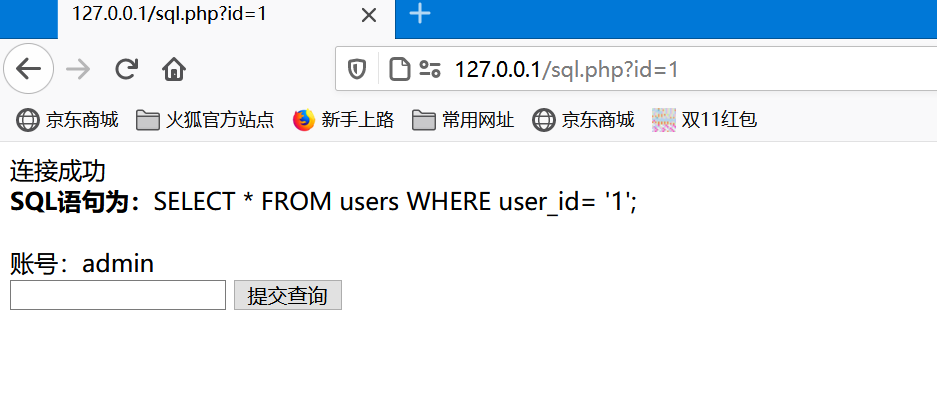 127.0.0.1/sql.php?id=1
127.0.0.1/sql.php?id=1
京东商城 火狐官方站点 新手上路 常用网址 京东商城 双11红包
连接成功
SQL语句为：SELECT * FROM users WHERE user_id= '1';
账号：admin
提交查询